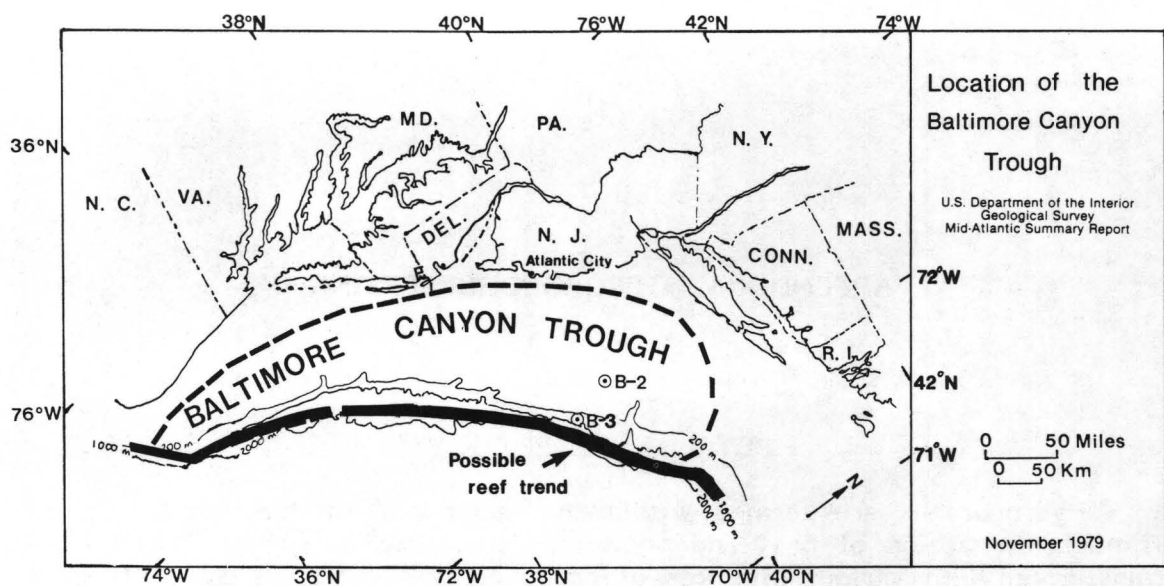 38°N
40°N
76°W
42°N
74°W
Location of the
Baltimore Canyon
Trough
U.S. Department of the Interior
Geological Survey
Mid-Atlantic Summary Report
36°N
MD.
PA.
N. Y.
N. C.
VA.
DEL.
N. J.
Atlantic City
CONN.
MASS.
72°W
R. I.
BALTIMORE CANYON TROUGH
B-2
42°N
76°W
B-3
1000 m
2000 m
200 m
Possible
reef trend
71°W
0 50 Miles
0 50 Km
N
2000 m
November 1979
74°W
36°N
72°W
38°N
70°W
40°N